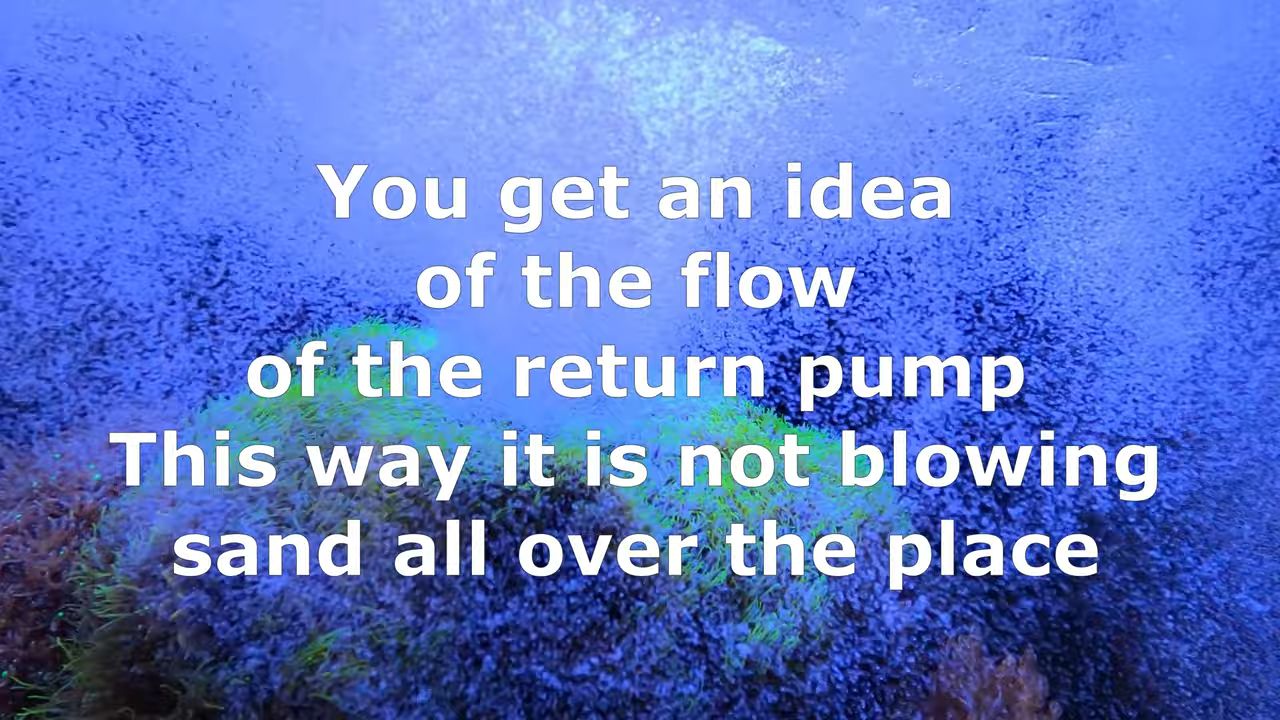 You get an idea
of the flow
of the return pump
This way it is not blowing
sand all over the place